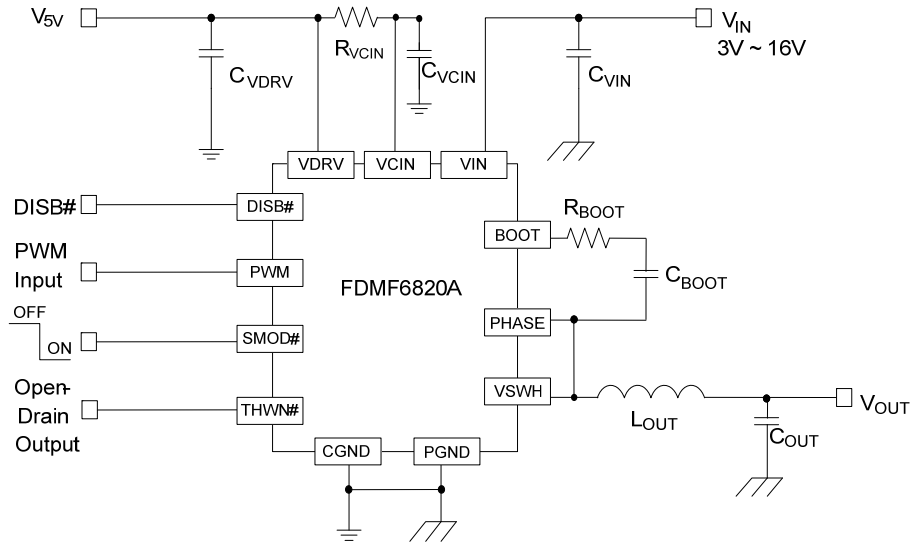 V5V
RVCIN
CVDRV
CVCIN
CVIN
VIN
3V ~ 16V
VDRV
VCIN
VIN
DISB#
DISB#
PWM
Input
PWM
OFF
ON
SMOD#
Open-
Drain
Output
THWN#
FDMF6820A
BOOT
RBOOT
CBOOT
PHASE
VSWH
LOUT
VOUT
COUT
CGND
PGND